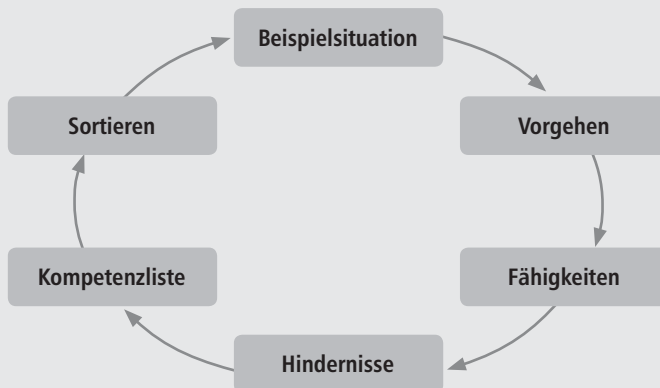 Beispielsituation
Vorgehen
Fähigkeiten
Hindernisse
Kompetenzliste
Sortieren